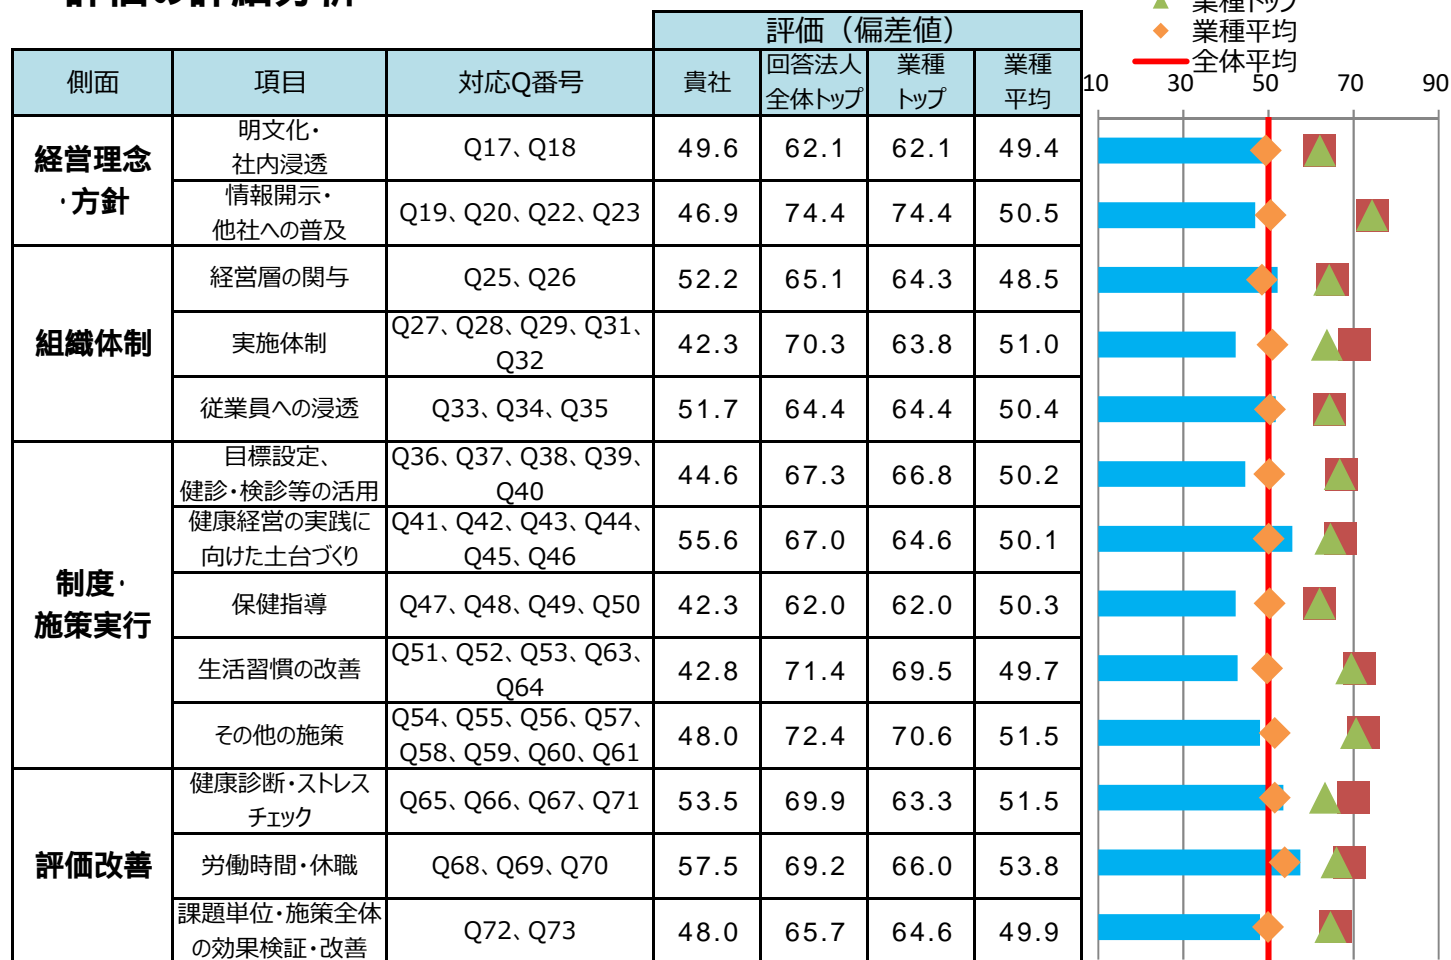 評価の詳細分析
業種トップ
業種平均
全体平均
評価（偏差値）
側面 項目 対応Q番号 貴社 回答法人全体トップ 業種トップ 業種平均
10 30 50 70 90
経営理念・方針
明文化・社内浸透 Q17、Q18 49.6 62.1 62.1 49.4
情報開示・他社への普及 Q19、Q20、Q22、Q23 46.9 74.4 74.4 50.5
組織体制
経営層の関与 Q25、Q26 52.2 65.1 64.3 48.5
実施体制 Q27、Q28、Q29、Q31、Q32 42.3 70.3 63.8 51.0
従業員への浸透 Q33、Q34、Q35 51.7 64.4 64.4 50.4
制度・施策実行
目標設定、健診・検診等の活用 Q36、Q37、Q38、Q39、Q40 44.6 67.3 66.8 50.2
健康経営の実践に向けた土台づくり Q41、Q42、Q43、Q44、Q45、Q46 55.6 67.0 64.6 50.1
保健指導 Q47、Q48、Q49、Q50 42.3 62.0 62.0 50.3
生活習慣の改善 Q51、Q52、Q53、Q63、Q64 42.8 71.4 69.5 49.7
その他の施策 Q54、Q55、Q56、Q57、Q58、Q59、Q60、Q61 48.0 72.4 70.6 51.5
評価改善
健康診断・ストレスチェック Q65、Q66、Q67、Q71 53.5 69.9 63.3 51.5
労働時間・休職 Q68、Q69、Q70 57.5 69.2 66.0 53.8
課題単位・施策全体の効果検証・改善 Q72、Q73 48.0 65.7 64.6 49.9